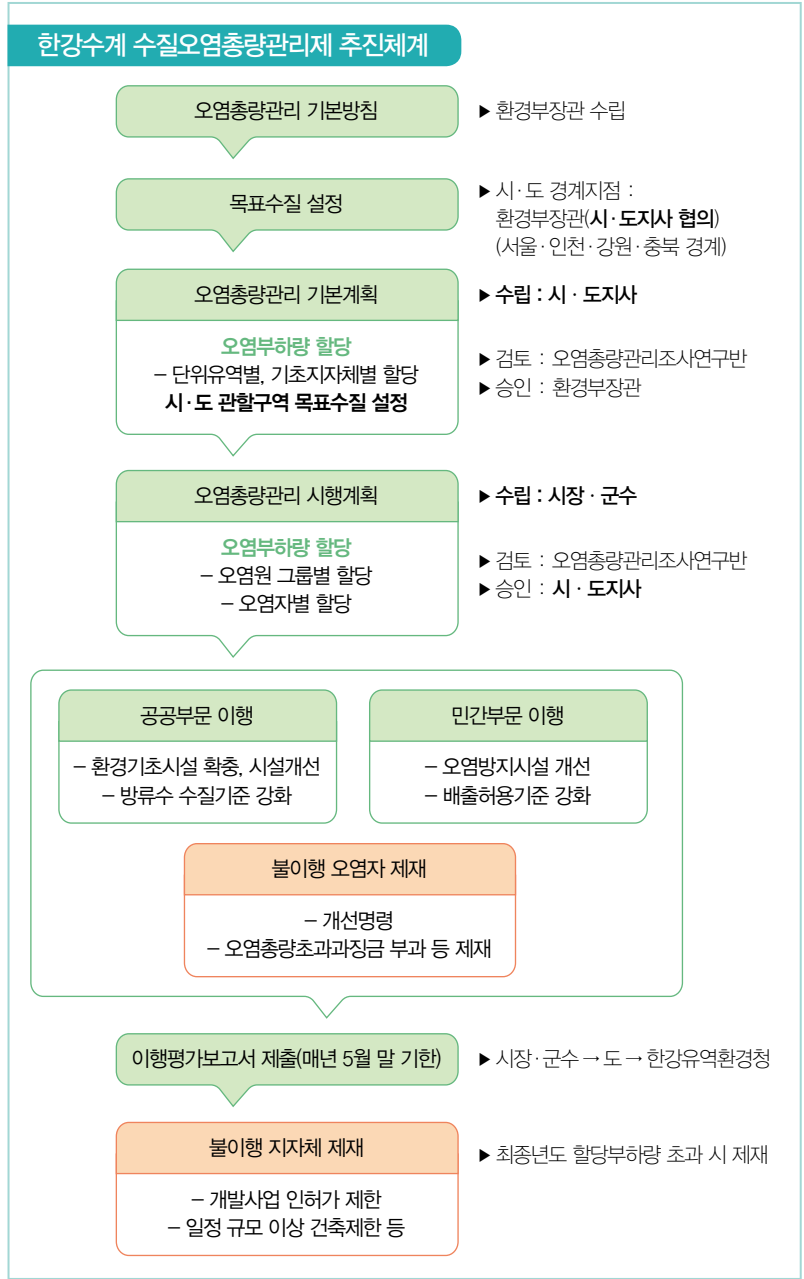 한강수계 수질오염총량관리제 추진체계
오염총량관리 기본방침
▶ 환경부장관 수립
목표수질 설정
▶ 시·도 경계지점 :
환경부장관(시·도지사 협의)
(서울·인천·강원·충북 경계)
오염총량관리 기본계획
▶ 수립 : 시·도지사
오염부하량 할당
– 단위유역별, 기초지자체별 할당
시·도 관할구역 목표수질 설정
▶ 검토 : 오염총량관리조사연구반
▶ 승인 : 환경부장관
오염총량관리 시행계획
▶ 수립 : 시장·군수
오염부하량 할당
– 오염원 그룹별 할당
– 오염자별 할당
▶ 검토 : 오염총량관리조사연구반
▶ 승인 : 시·도지사
공공부문 이행
– 환경기초시설 확충, 시설개선
– 방류수 수질기준 강화
민간부문 이행
– 오염방지시설 개선
– 배출허용기준 강화
불이행 오염자 제재
– 개선명령
– 오염총량초과과징금 부과 등 제재
이행평가보고서 제출(매년 5월 말 기한)
▶ 시장·군수 → 도 → 한강유역환경청
불이행 지자체 제재
▶ 최종년도 할당부하량 초과 시 제재
– 개발사업 인허가 제한
– 일정 규모 이상 건축제한 등